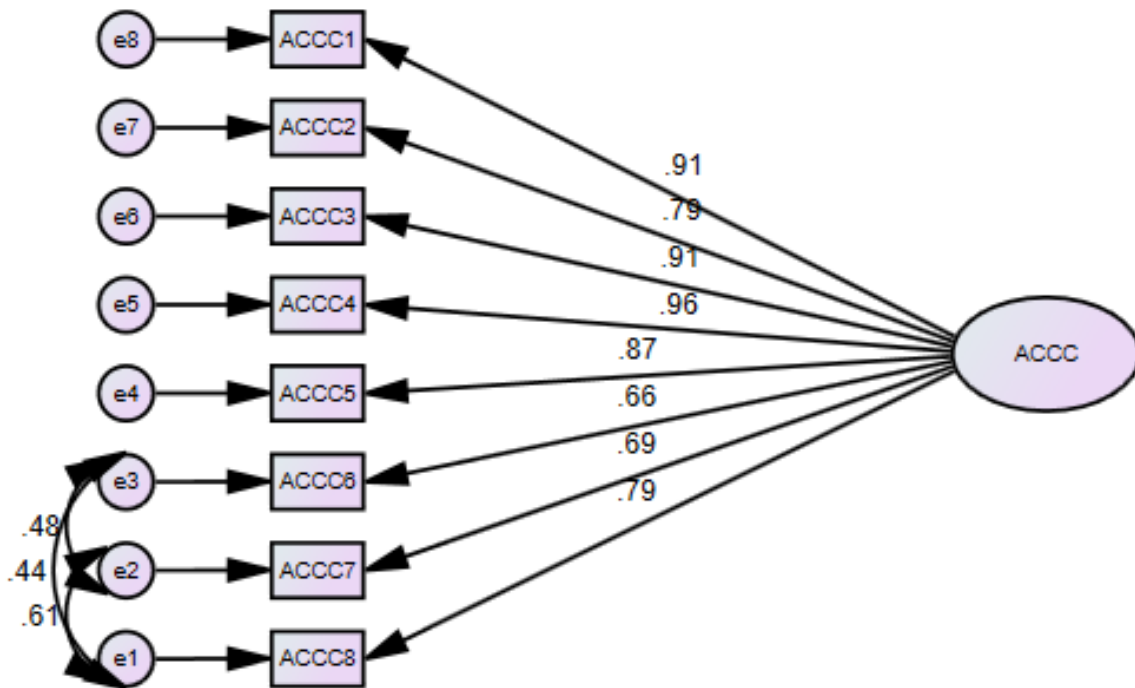 e8 ACCC1
e7 ACCC2
.91
.79
e6 ACCC3
.91
e5 ACCC4
.96
.87
ACCC
e4 ACCC5
.66
.69
e3 ACCC6
.79
.48
e2 ACCC7
.44
.61
e1 ACCC8